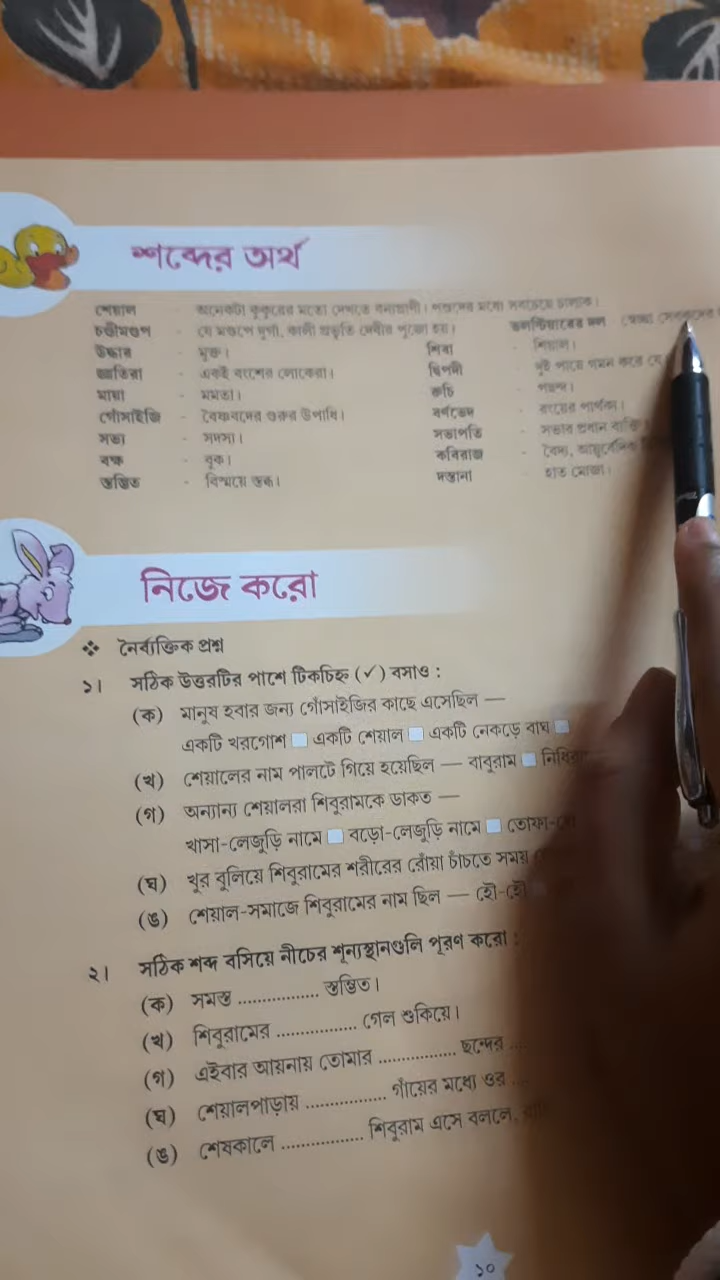 শব্দের অর্থ
শেয়াল - অনেকটা কুকুরের মতো দেখতে বন্যপ্রাণী। পশুদের মধ্যে সবচেয়ে চালাক।
চণ্ডীমণ্ডপ - যে মণ্ডপে দুর্গা, কালী প্রভৃতি দেবীর পুজো হয়। ভলান্টিয়ারের দল স্বেচ্ছা সেবকদের
উদ্ধার - মুক্ত। শিবা - শিয়াল।
জ্ঞাতিরা - একই বংশের লোকেরা। দ্বিপদী দুই পায়ে গমন করে যে
মায়া - মমতা। রুচি - পছন্দ।
গোঁসাইজি - বৈষ্ণবদের গুরুর উপাধি। বর্ণভেদ - রংয়ের পার্থক্য।
সভ্য - সদস্য। সভাপতি - সভার প্রধান ব্যক্তি
বক্ষ - বুক। কবিরাজ - বৈদ্য, আয়ুর্বেদিক
স্তম্ভিত - বিস্ময়ে স্তব্ধ। দস্তানা - হাত মোজা।
নিজে করো
❖ নৈর্ব্যক্তিক প্রশ্ন
১। সঠিক উত্তরটির পাশে টিকচিহ্ন (✓) বসাও :
(ক) মানুষ হবার জন্য গোঁসাইজির কাছে এসেছিল —
একটি খরগোশ □ একটি শেয়াল □ একটি নেকড়ে বাঘ □
(খ) শেয়ালের নাম পালটে গিয়ে হয়েছিল — বাবুরাম □
(গ) অন্যান্য শেয়ালরা শিবুরামকে ডাকত —
খাসা-লেজুড়ি নামে □ বড়ো-লেজুড়ি নামে □
(ঘ) খুর বুলিয়ে শিবুরামের শরীরের রোঁয়া চাঁচতে সময়
(ঙ) শেয়াল-সমাজে শিবুরামের নাম ছিল — হৌ-হৌ
২। সঠিক শব্দ বসিয়ে নীচের শূন্যস্থানগুলি পূরণ করো :
(ক) সমস্ত ................ স্তম্ভিত।
(খ) শিবুরামের ................ গেল শুকিয়ে।
(গ) এইবার আয়নায় তোমার ................ ছন্দের
(ঘ) শেয়ালপাড়ায় ................ গাঁয়ের মধ্যে ওর
(ঙ) শেষকালে ................ শিবুরাম এসে বললে,
১০